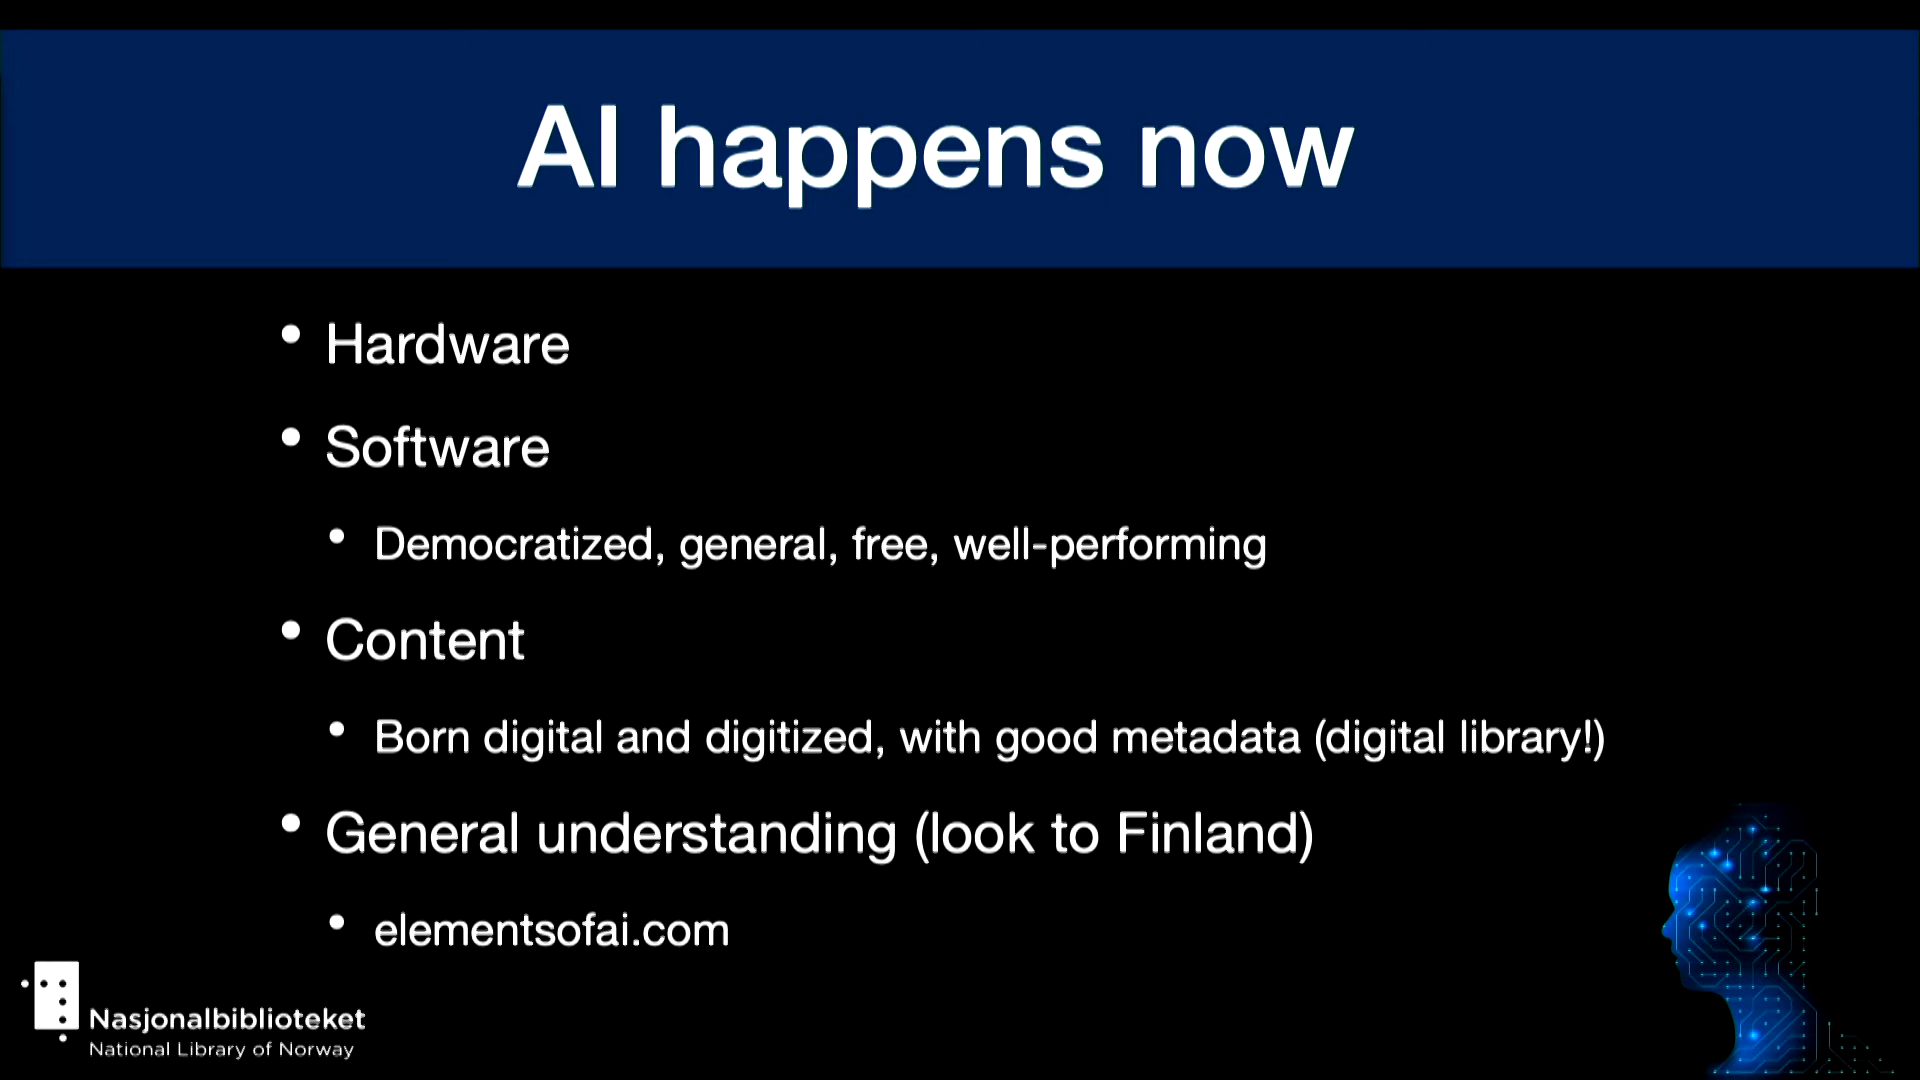 AI happens now
• Hardware
• Software
• Democratized, general, free, well-performing
• Content
• Born digital and digitized, with good metadata (digital library!)
• General understanding (look to Finland)
• elementsofai.com
Nasjonalbiblioteket
National Library of Norway